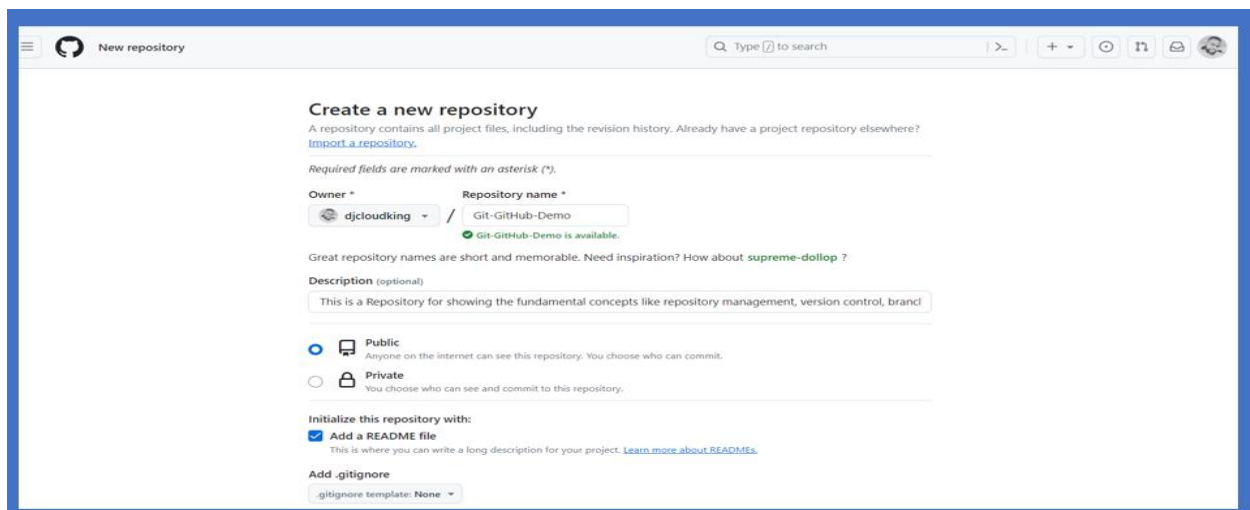 New repository
Type / to search
Create a new repository
A repository contains all project files, including the revision history. Already have a project repository elsewhere?
Import a repository.
Required fields are marked with an asterisk (*).
Owner * Repository name *
djcloudking / Git-GitHub-Demo
Git-GitHub-Demo is available.
Great repository names are short and memorable. Need inspiration? How about supreme-dollop ?
Description (optional)
This is a Repository for showing the fundamental concepts like repository management, version control, brancl
Public
Anyone on the internet can see this repository. You choose who can commit.
Private
You choose who can see and commit to this repository.
Initialize this repository with:
Add a README file
This is where you can write a long description for your project. Learn more about READMEs.
Add .gitignore
.gitignore template: None